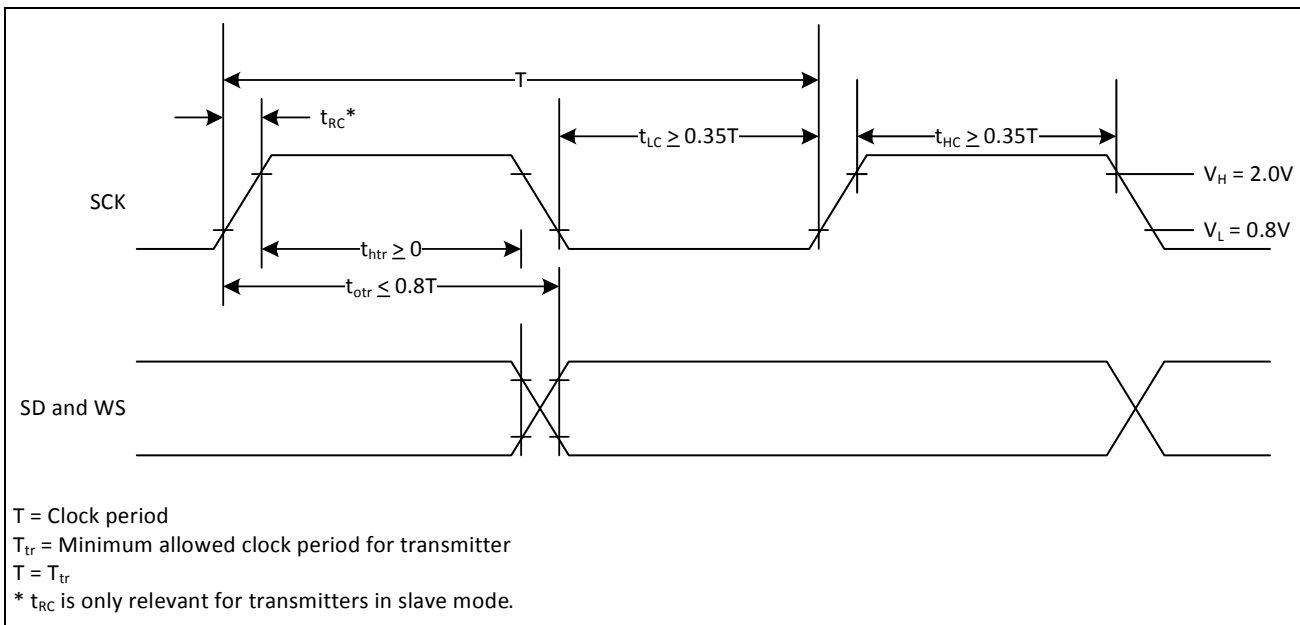 T
t_RC*
t_LC ≥ 0.35T
t_HC ≥ 0.35T
V_H = 2.0V
SCK
V_L = 0.8V
t_htr ≥ 0
t_otr ≤ 0.8T
SD and WS
T = Clock period
T_tr = Minimum allowed clock period for transmitter
T = T_tr
* t_RC is only relevant for transmitters in slave mode.